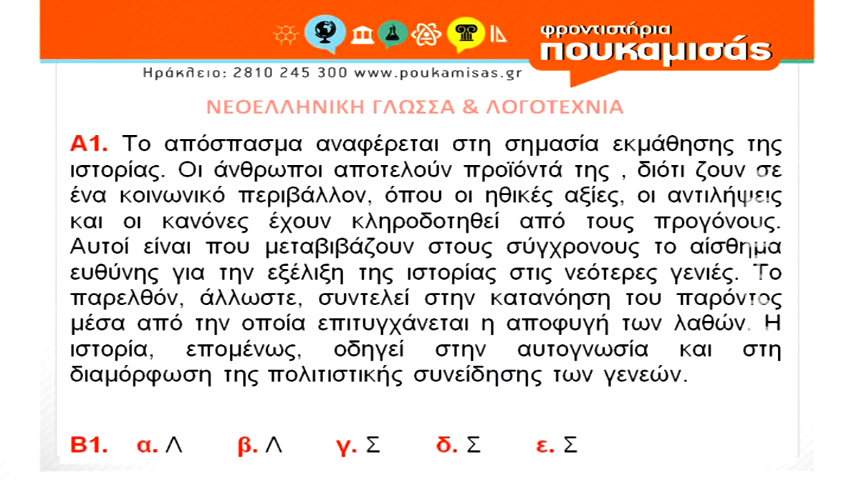 φροντιστήρια
πουκαμισάς
Ηράκλειο: 2810 245 300 www.poukamisas.gr
ΝΕΟΕΛΛΗΝΙΚΗ ΓΛΩΣΣΑ & ΛΟΓΟΤΕΧΝΙΑ
Α1. Το απόσπασμα αναφέρεται στη σημασία εκμάθησης της
ιστορίας. Οι άνθρωποι αποτελούν προϊόντά της , διότι ζουν σε
ένα κοινωνικό περιβάλλον, όπου οι ηθικές αξίες, οι αντιλήψεις
και οι κανόνες έχουν κληροδοτηθεί από τους προγόνους.
Αυτοί είναι που μεταβιβάζουν στους σύγχρονους το αίσθημα
ευθύνης για την εξέλιξη της ιστορίας στις νεότερες γενιές. Το
παρελθόν, άλλωστε, συντελεί στην κατανόηση του παρόντος
μέσα από την οποία επιτυγχάνεται η αποφυγή των λαθών. Η
ιστορία, επομένως, οδηγεί στην αυτογνωσία και στη
διαμόρφωση της πολιτιστικής συνείδησης των γενεών.
Β1. α. Λ β. Λ γ. Σ δ. Σ ε. Σ